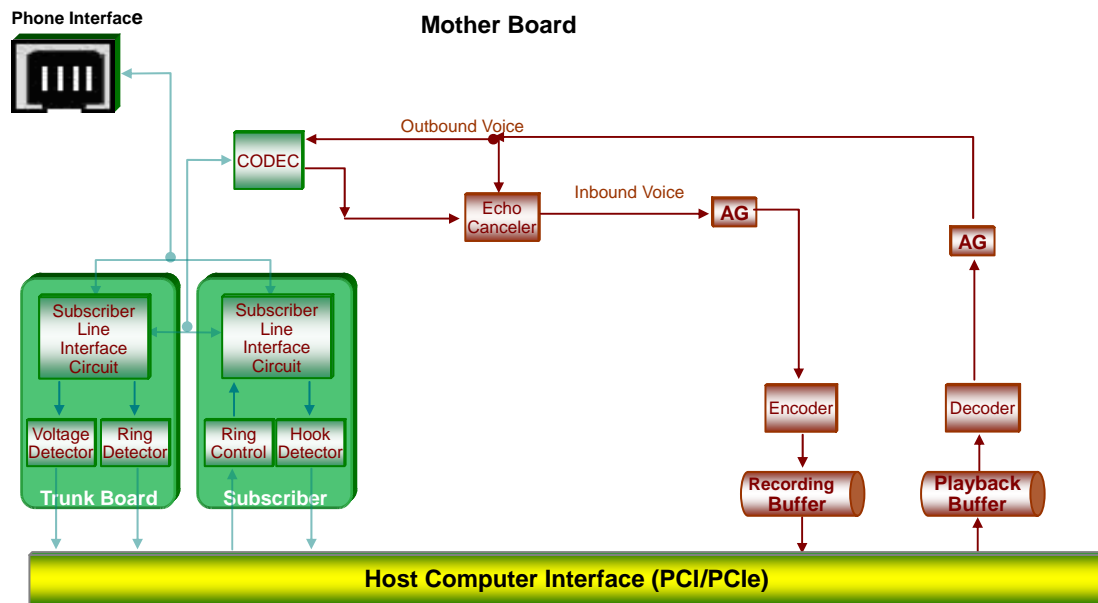 Phone Interface
Mother Board
Outbound Voice
CODEC
Inbound Voice
Echo
Canceler
AG
AG
Subscriber
Line
Interface
Circuit
Subscriber
Line
Interface
Circuit
Encoder
Decoder
Voltage
Detector
Ring
Detector
Ring
Control
Hook
Detector
Trunk Board
Subscriber
Recording
Buffer
Playback
Buffer
Host Computer Interface (PCI/PCIe)